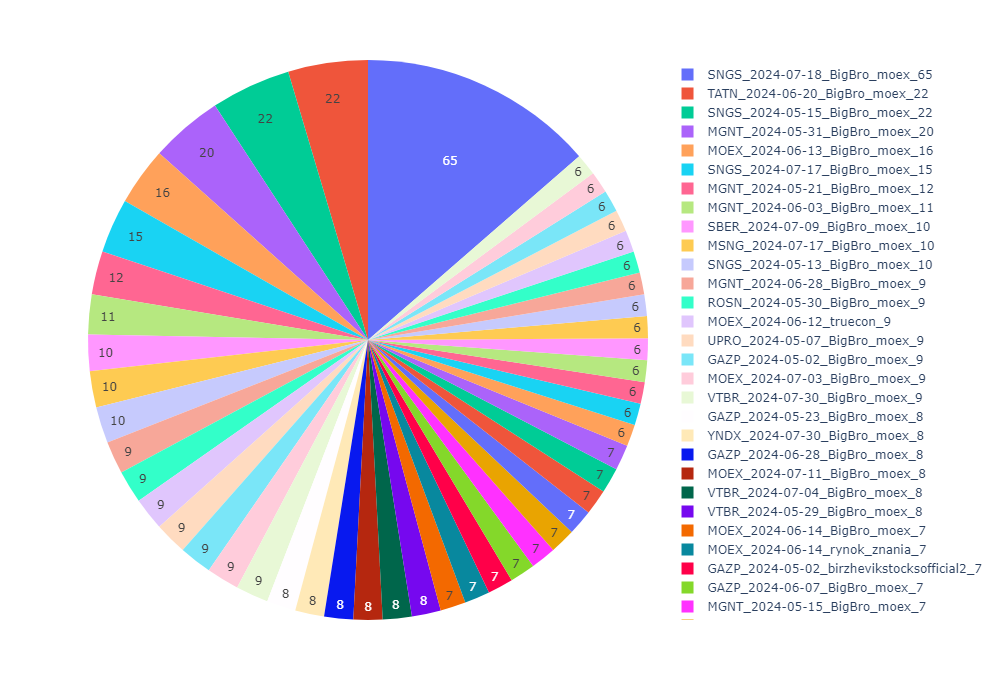 65
22
22
20
16
15
12
11
10
10
10
9
9
9
9
9
9
9
8
8
8
8
8
8
7
7
7
7
7
7
7
7
7
7
6
6
6
6
6
6
6
6
6
6
6
6
6
6
SNGS_2024-07-18_BigBro_moex_65
TATN_2024-06-20_BigBro_moex_22
SNGS_2024-05-15_BigBro_moex_22
MGNT_2024-05-31_BigBro_moex_20
MOEX_2024-06-13_BigBro_moex_16
SNGS_2024-07-17_BigBro_moex_15
MGNT_2024-05-21_BigBro_moex_12
MGNT_2024-06-03_BigBro_moex_11
SBER_2024-07-09_BigBro_moex_10
MSNG_2024-07-17_BigBro_moex_10
SNGS_2024-05-13_BigBro_moex_10
MGNT_2024-06-28_BigBro_moex_9
ROSN_2024-05-30_BigBro_moex_9
MOEX_2024-06-12_truecon_9
UPRO_2024-05-07_BigBro_moex_9
GAZP_2024-05-02_BigBro_moex_9
MOEX_2024-07-03_BigBro_moex_9
VTBR_2024-07-30_BigBro_moex_9
GAZP_2024-05-23_BigBro_moex_8
YNDX_2024-07-30_BigBro_moex_8
GAZP_2024-06-28_BigBro_moex_8
MOEX_2024-07-11_BigBro_moex_8
VTBR_2024-07-04_BigBro_moex_8
VTBR_2024-05-29_BigBro_moex_8
MOEX_2024-06-14_BigBro_moex_7
MOEX_2024-06-14_rynok_znania_7
GAZP_2024-05-02_birzhevikstocksofficial2_7
GAZP_2024-06-07_BigBro_moex_7
MGNT_2024-05-15_BigBro_moex_7